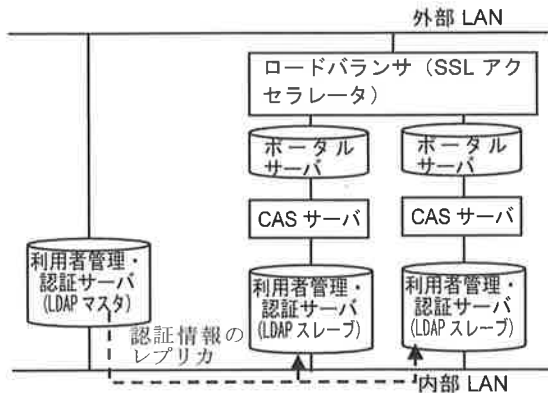 外部 LAN
ロードバランサ（SSL アク
セラレータ）
ポータル
サーバ
ポータル
サーバ
CAS サーバ
CAS サーバ
利用者管理・
認証サーバ
(LDAP マスタ)
利用者管理・
認証サーバ
(LDAP スレーブ)
利用者管理・
認証サーバ
(LDAP スレーブ)
認証情報の
レプリカ
内部 LAN